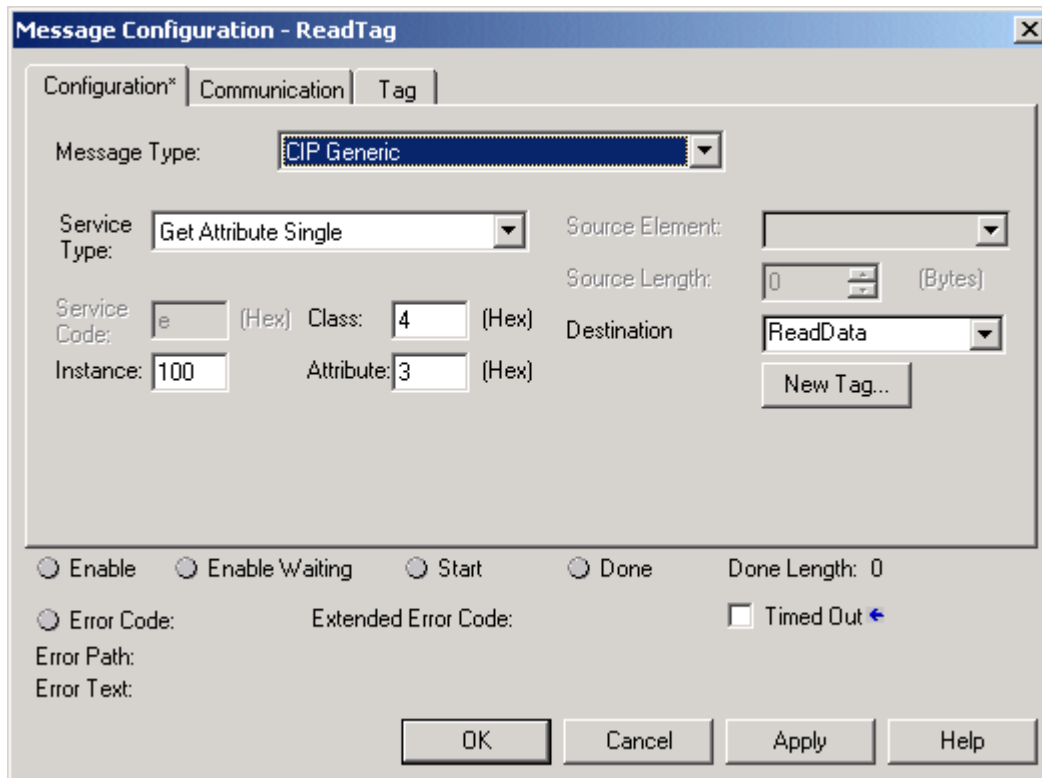 Message Configuration - ReadTag
Configuration* Communication Tag
Message Type: CIP Generic
Service Type: Get Attribute Single
Source Element:
Source Length: 0 (Bytes)
Service Code: e (Hex) Class: 4 (Hex)
Destination ReadData
Instance: 100 Attribute: 3 (Hex)
New Tag...
Enable Enable Waiting Start Done Done Length: 0
Error Code: Extended Error Code: Timed Out
Error Path:
Error Text:
OK Cancel Apply Help